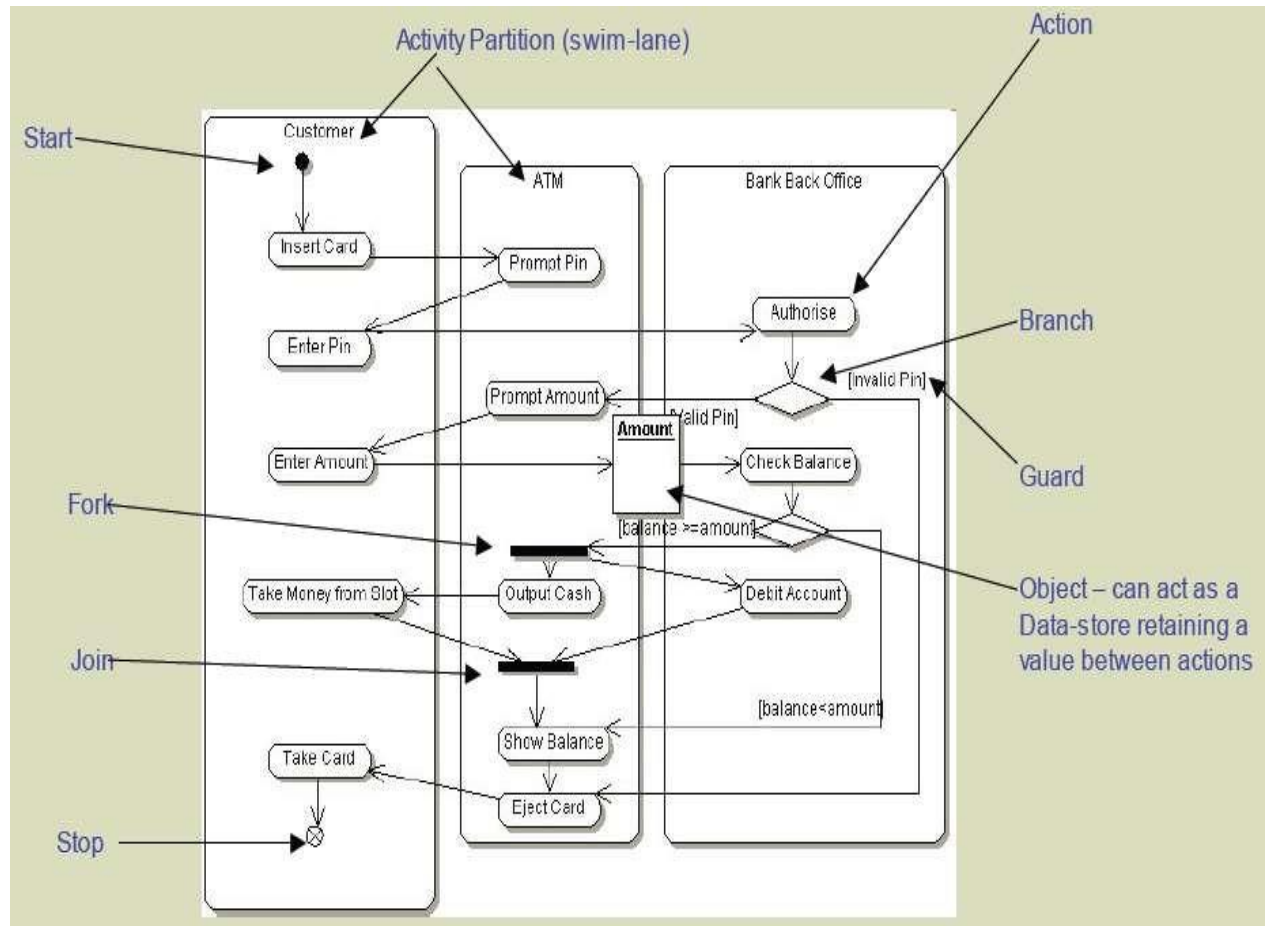 Activity Partition (swim-lane)
Action
Start
Customer
ATM
Bank Back Office
Insert Card
Prompt Pin
Authorise
Enter Pin
Branch
[Invalid Pin]
Prompt Amount
Valid Pin]
Amount
Enter Amount
Check Balance
Guard
Fork
[balance >=amount]
Take Money from Slot
Output Cash
Debit Account
Object – can act as a
Data-store retaining a
value between actions
Join
[balance<amount]
Show Balance
Take Card
Eject Card
Stop